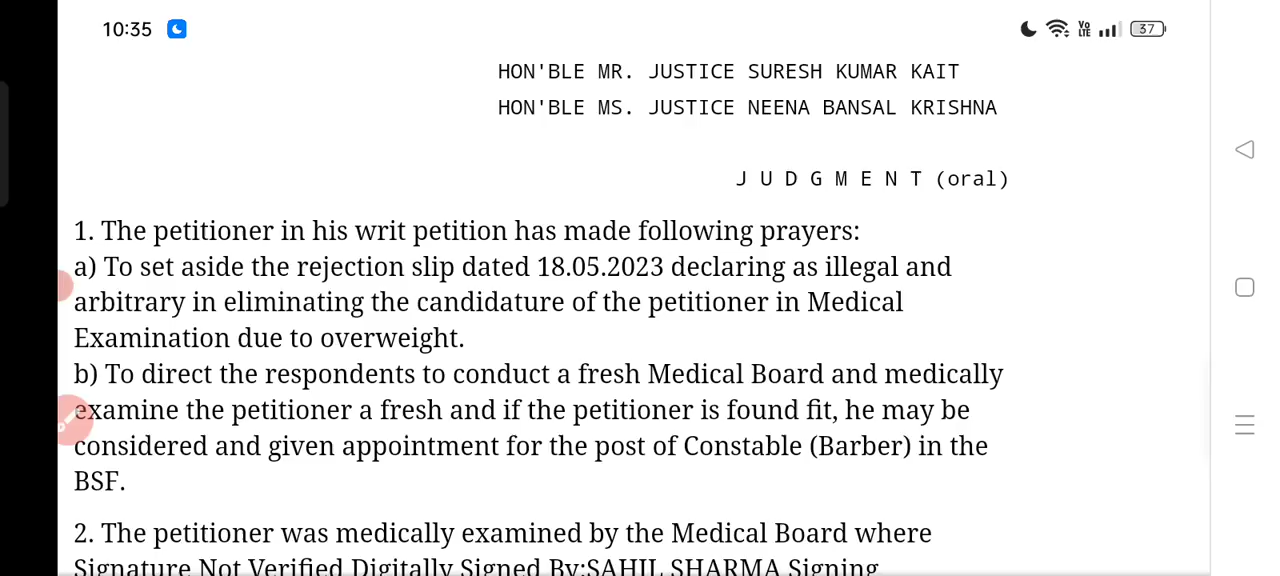 10:35
Vo LTE 37
HON'BLE MR. JUSTICE SURESH KUMAR KAIT
HON'BLE MS. JUSTICE NEENA BANSAL KRISHNA
J U D G M E N T (oral)
1. The petitioner in his writ petition has made following prayers:
a) To set aside the rejection slip dated 18.05.2023 declaring as illegal and
arbitrary in eliminating the candidature of the petitioner in Medical
Examination due to overweight.
b) To direct the respondents to conduct a fresh Medical Board and medically
examine the petitioner a fresh and if the petitioner is found fit, he may be
considered and given appointment for the post of Constable (Barber) in the
BSF.
2. The petitioner was medically examined by the Medical Board where
Signature Not Verified Digitally Signed By:SAHIL SHARMA Signing